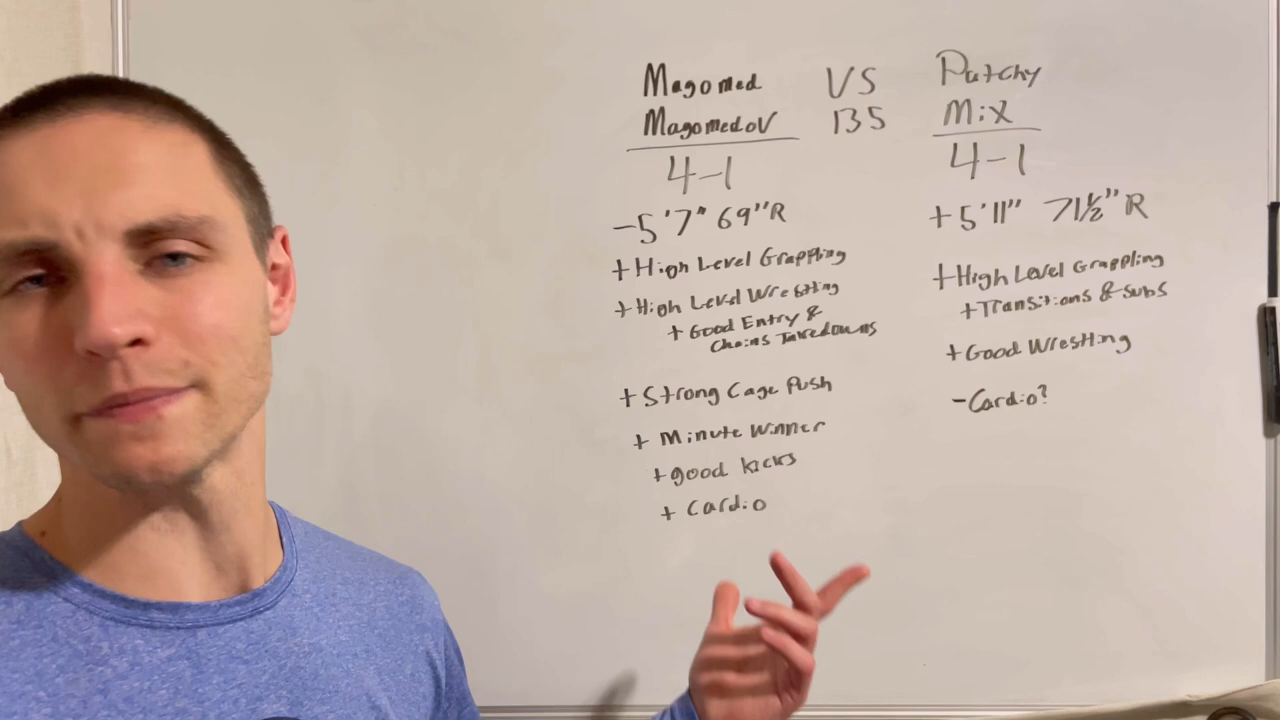 Magomed VS Patchy
Magomedov 135 Mix
4-1
-5'7" 69"R
+High Level Grappling
+High Level Wrestling
+Good Entry &
Chains Takedowns
+Strong Cage Push
+Minute Winner
+good kicks
+Cardio
4-1
+5'11" 71½"R
+High Level Grappling
+Transitions & Subs
+Good Wrestling
-Cardio?